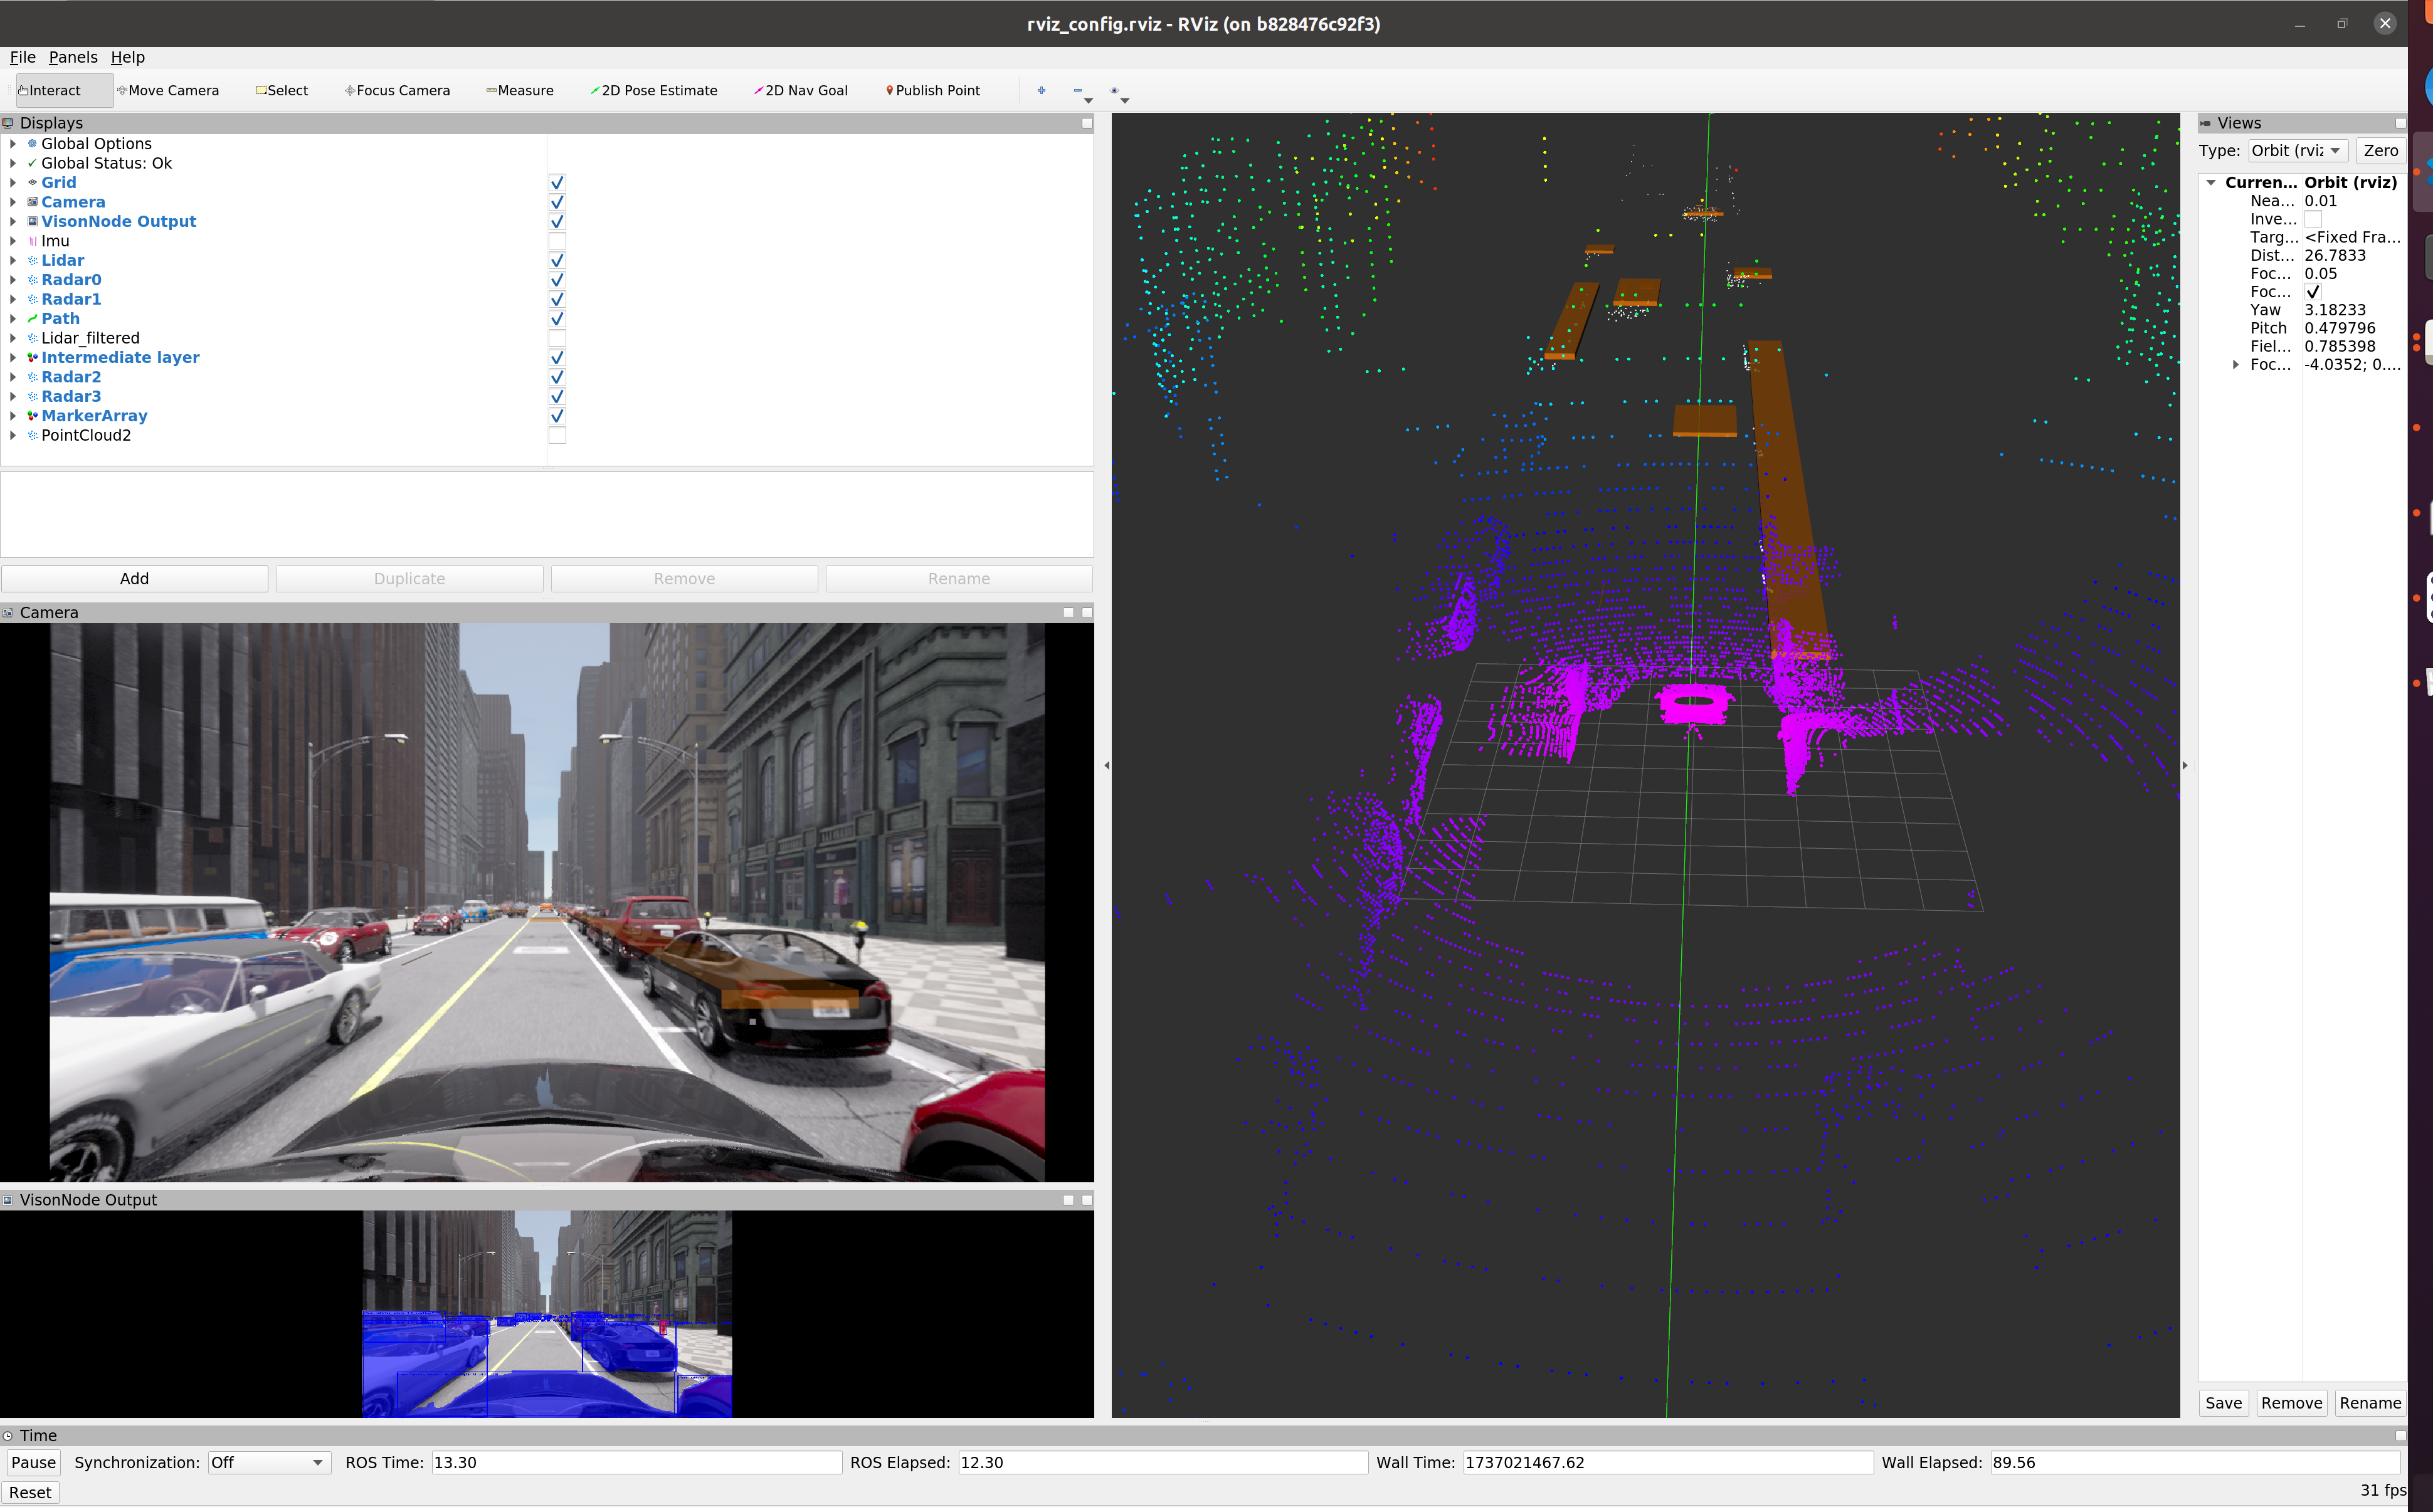 rviz_config.rviz - RViz (on b828476c92f3)
File Panels Help
Interact Move Camera Select Focus Camera Measure 2D Pose Estimate 2D Nav Goal Publish Point
Displays
Global Options
Global Status: Ok
Grid
Camera
VisonNode Output
Imu
Lidar
Radar0
Radar1
Path
Lidar_filtered
Intermediate layer
Radar2
Radar3
MarkerArray
PointCloud2
Add Duplicate Remove Rename
Camera
VisonNode Output
Views
Type: Orbit (rviz Zero
Curren... Orbit (rviz)
Nea... 0.01
Inve...
Targ... <Fixed Fra...
Dist... 26.7833
Foc... 0.05
Foc...
Yaw 3.18233
Pitch 0.479796
Fiel... 0.785398
Foc... -4.0352; 0....
Save Remove Rename
Time
Pause Synchronization: Off ROS Time: 13.30 ROS Elapsed: 12.30 Wall Time: 1737021467.62 Wall Elapsed: 89.56
Reset 31 fps